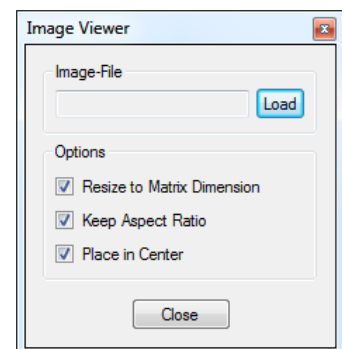 Image Viewer
Image-File
Load
Options
Resize to Matrix Dimension
Keep Aspect Ratio
Place in Center
Close